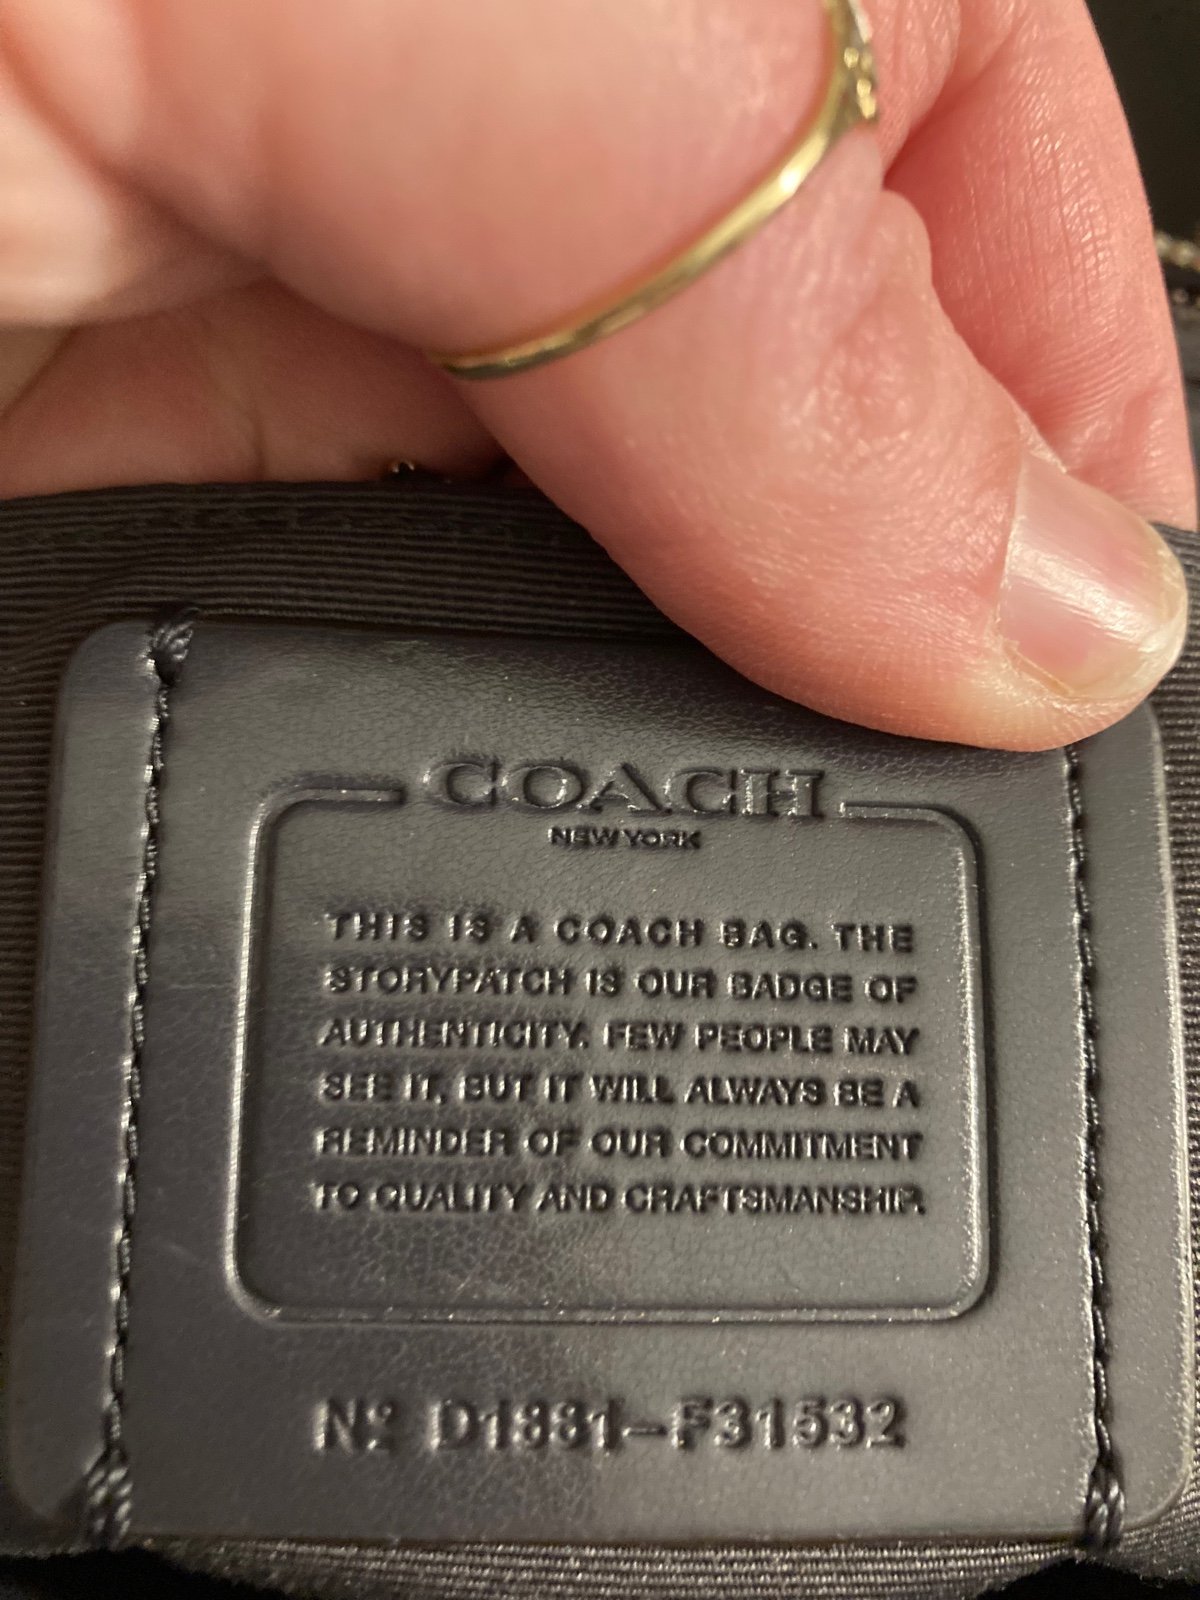 COACH
NEW YORK
THIS IS A COACH BAG. THE
STORYPATCH IS OUR BADGE OF
AUTHENTICITY. FEW PEOPLE MAY
SEE IT, BUT IT WILL ALWAYS BE A
REMINDER OF OUR COMMITMENT
TO QUALITY AND CRAFTSMANSHIP.
Nº D1881-F31532